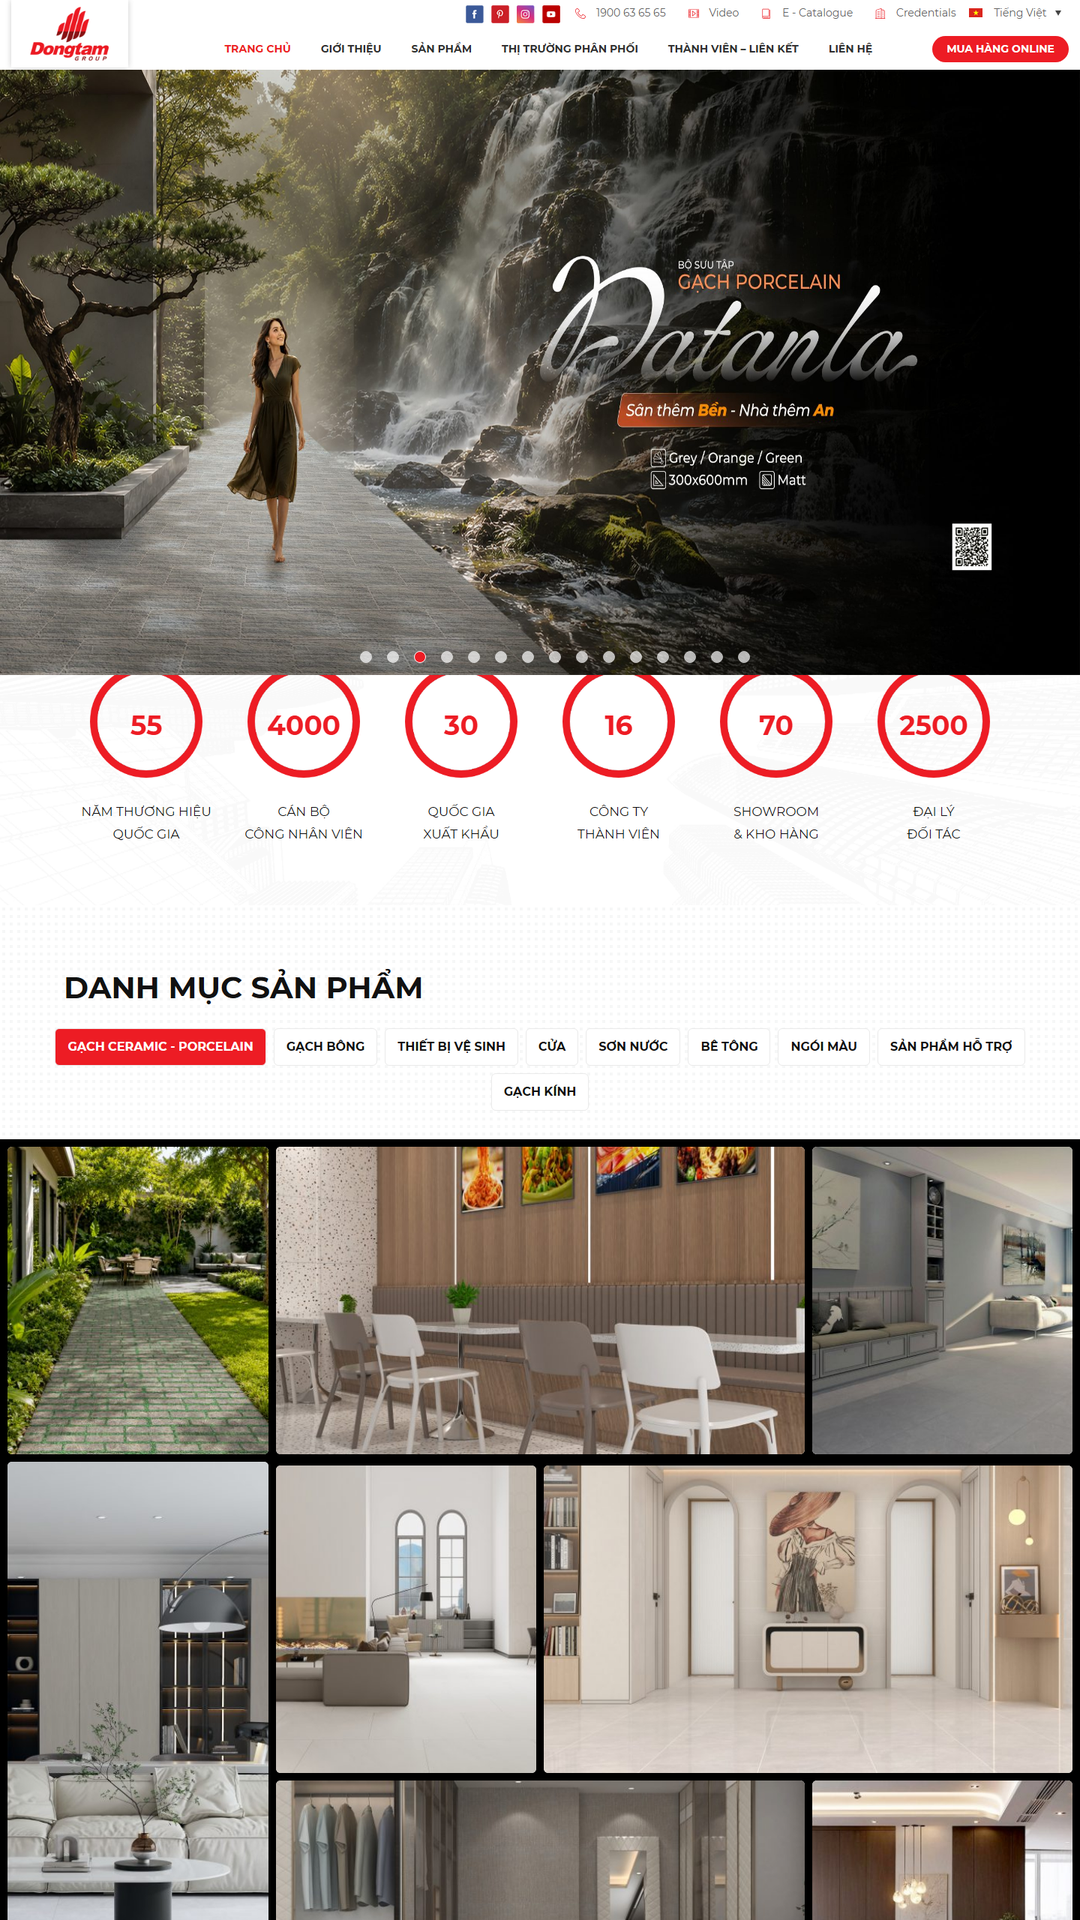 Dongtam
GROUP
1900 63 65 65
Video
E - Catalogue
Credentials
Tiếng Việt ▼
TRANG CHỦ
GIỚI THIỆU
SẢN PHẨM
THỊ TRƯỜNG PHÂN PHỐI
THÀNH VIÊN – LIÊN KẾT
LIÊN HỆ
MUA HÀNG ONLINE
BỘ SƯU TẬP
GẠCH PORCELAIN
Datanla
Sân thêm Bền - Nhà thêm An
Grey / Orange / Green
300x600mm Matt
55
4000
30
16
70
2500
NĂM THƯƠNG HIỆU
QUỐC GIA
CÁN BỘ
CÔNG NHÂN VIÊN
QUỐC GIA
XUẤT KHẨU
CÔNG TY
THÀNH VIÊN
SHOWROOM
& KHO HÀNG
ĐẠI LÝ
ĐỐI TÁC
DANH MỤC SẢN PHẨM
GẠCH CERAMIC - PORCELAIN
GẠCH BÔNG
THIẾT BỊ VỆ SINH
CỬA
SƠN NƯỚC
BÊ TÔNG
NGÓI MÀU
SẢN PHẨM HỖ TRỢ
GẠCH KÍNH